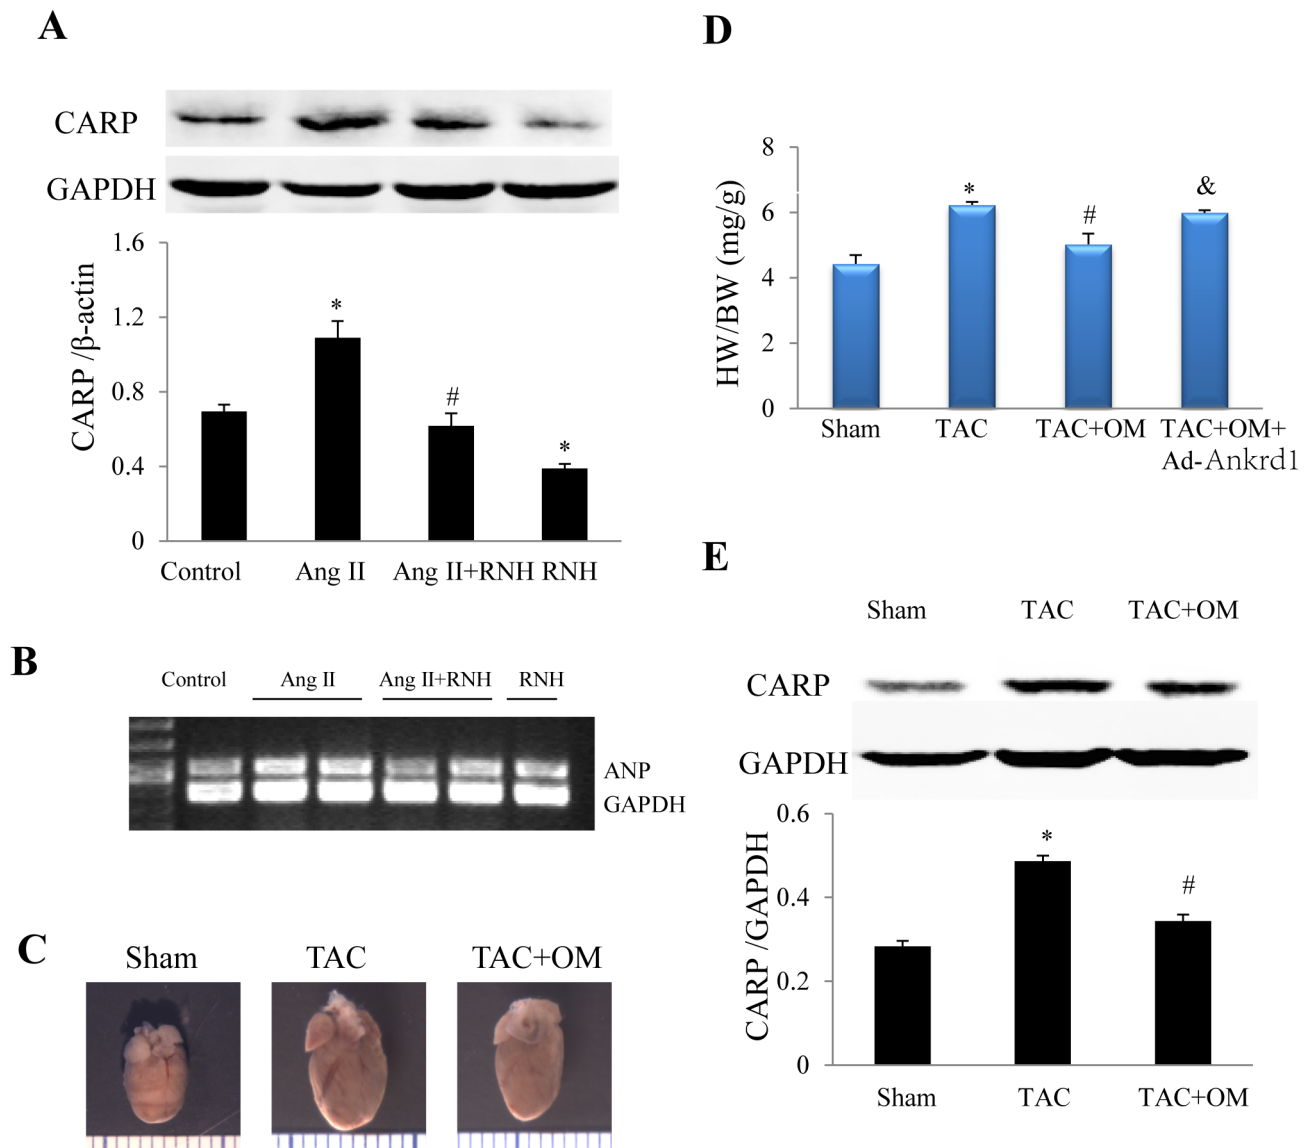 A
CARP
GAPDH
CARP /β-actin
1.6
1.2
0.8
0.4
0
*
#
*
Control Ang II Ang II+RNH RNH
B
Control Ang II Ang II+RNH RNH
ANP
GAPDH
C
Sham TAC TAC+OM
D
HW/BW (mg/g)
8
6
4
2
0
*
#
&
Sham TAC TAC+OM TAC+OM+
Ad-Ankrd1
E
Sham TAC TAC+OM
CARP
GAPDH
CARP /GAPDH
0.6
0.4
0.2
0
*
#
Sham TAC TAC+OM